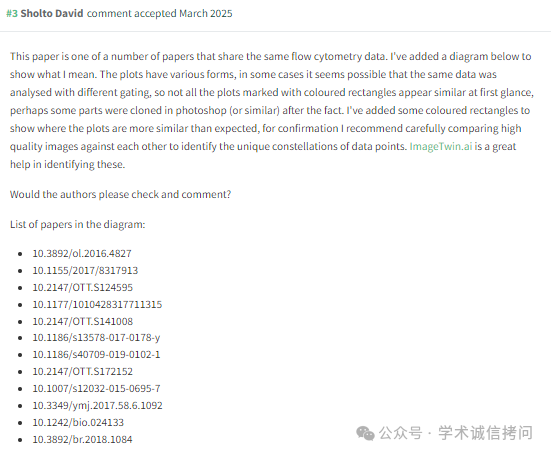 #3 Sholto David comment accepted March 2025
This paper is one of a number of papers that share the same flow cytometry data. I've added a diagram below to
show what I mean. The plots have various forms, in some cases it seems possible that the same data was
analysed with different gating, so not all the plots marked with coloured rectangles appear similar at first glance,
perhaps some parts were cloned in photoshop (or similar) after the fact. I've added some coloured rectangles to
show where the plots are more similar than expected, for confirmation I recommend carefully comparing high
quality images against each other to identify the unique constellations of data points. ImageTwin.ai is a great
help in identifying these.
Would the authors please check and comment?
List of papers in the diagram:
• 10.3892/ol.2016.4827
• 10.1155/2017/8317913
• 10.2147/OTT.S124595
• 10.1177/1010428317711315
• 10.2147/OTT.S141008
• 10.1186/s13578-017-0178-y
• 10.1186/s40709-019-0102-1
• 10.2147/OTT.S172152
• 10.1007/s12032-015-0695-7
• 10.3349/ymj.2017.58.6.1092
• 10.1242/bio.024133
• 10.3892/br.2018.1084
公众号 · 学术诚信拷问